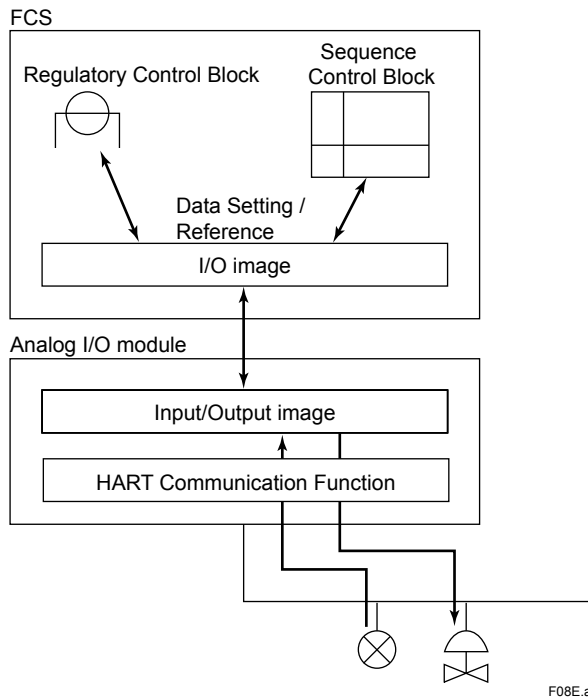 FCS
Regulatory Control Block
Sequence
Control Block
Data Setting /
Reference
I/O image
Analog I/O module
Input/Output image
HART Communication Function